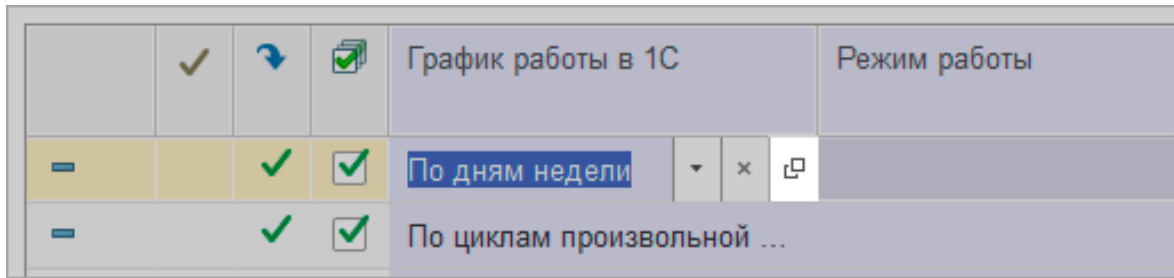 График работы в 1С
Режим работы
По дням недели
По циклам произвольной ...